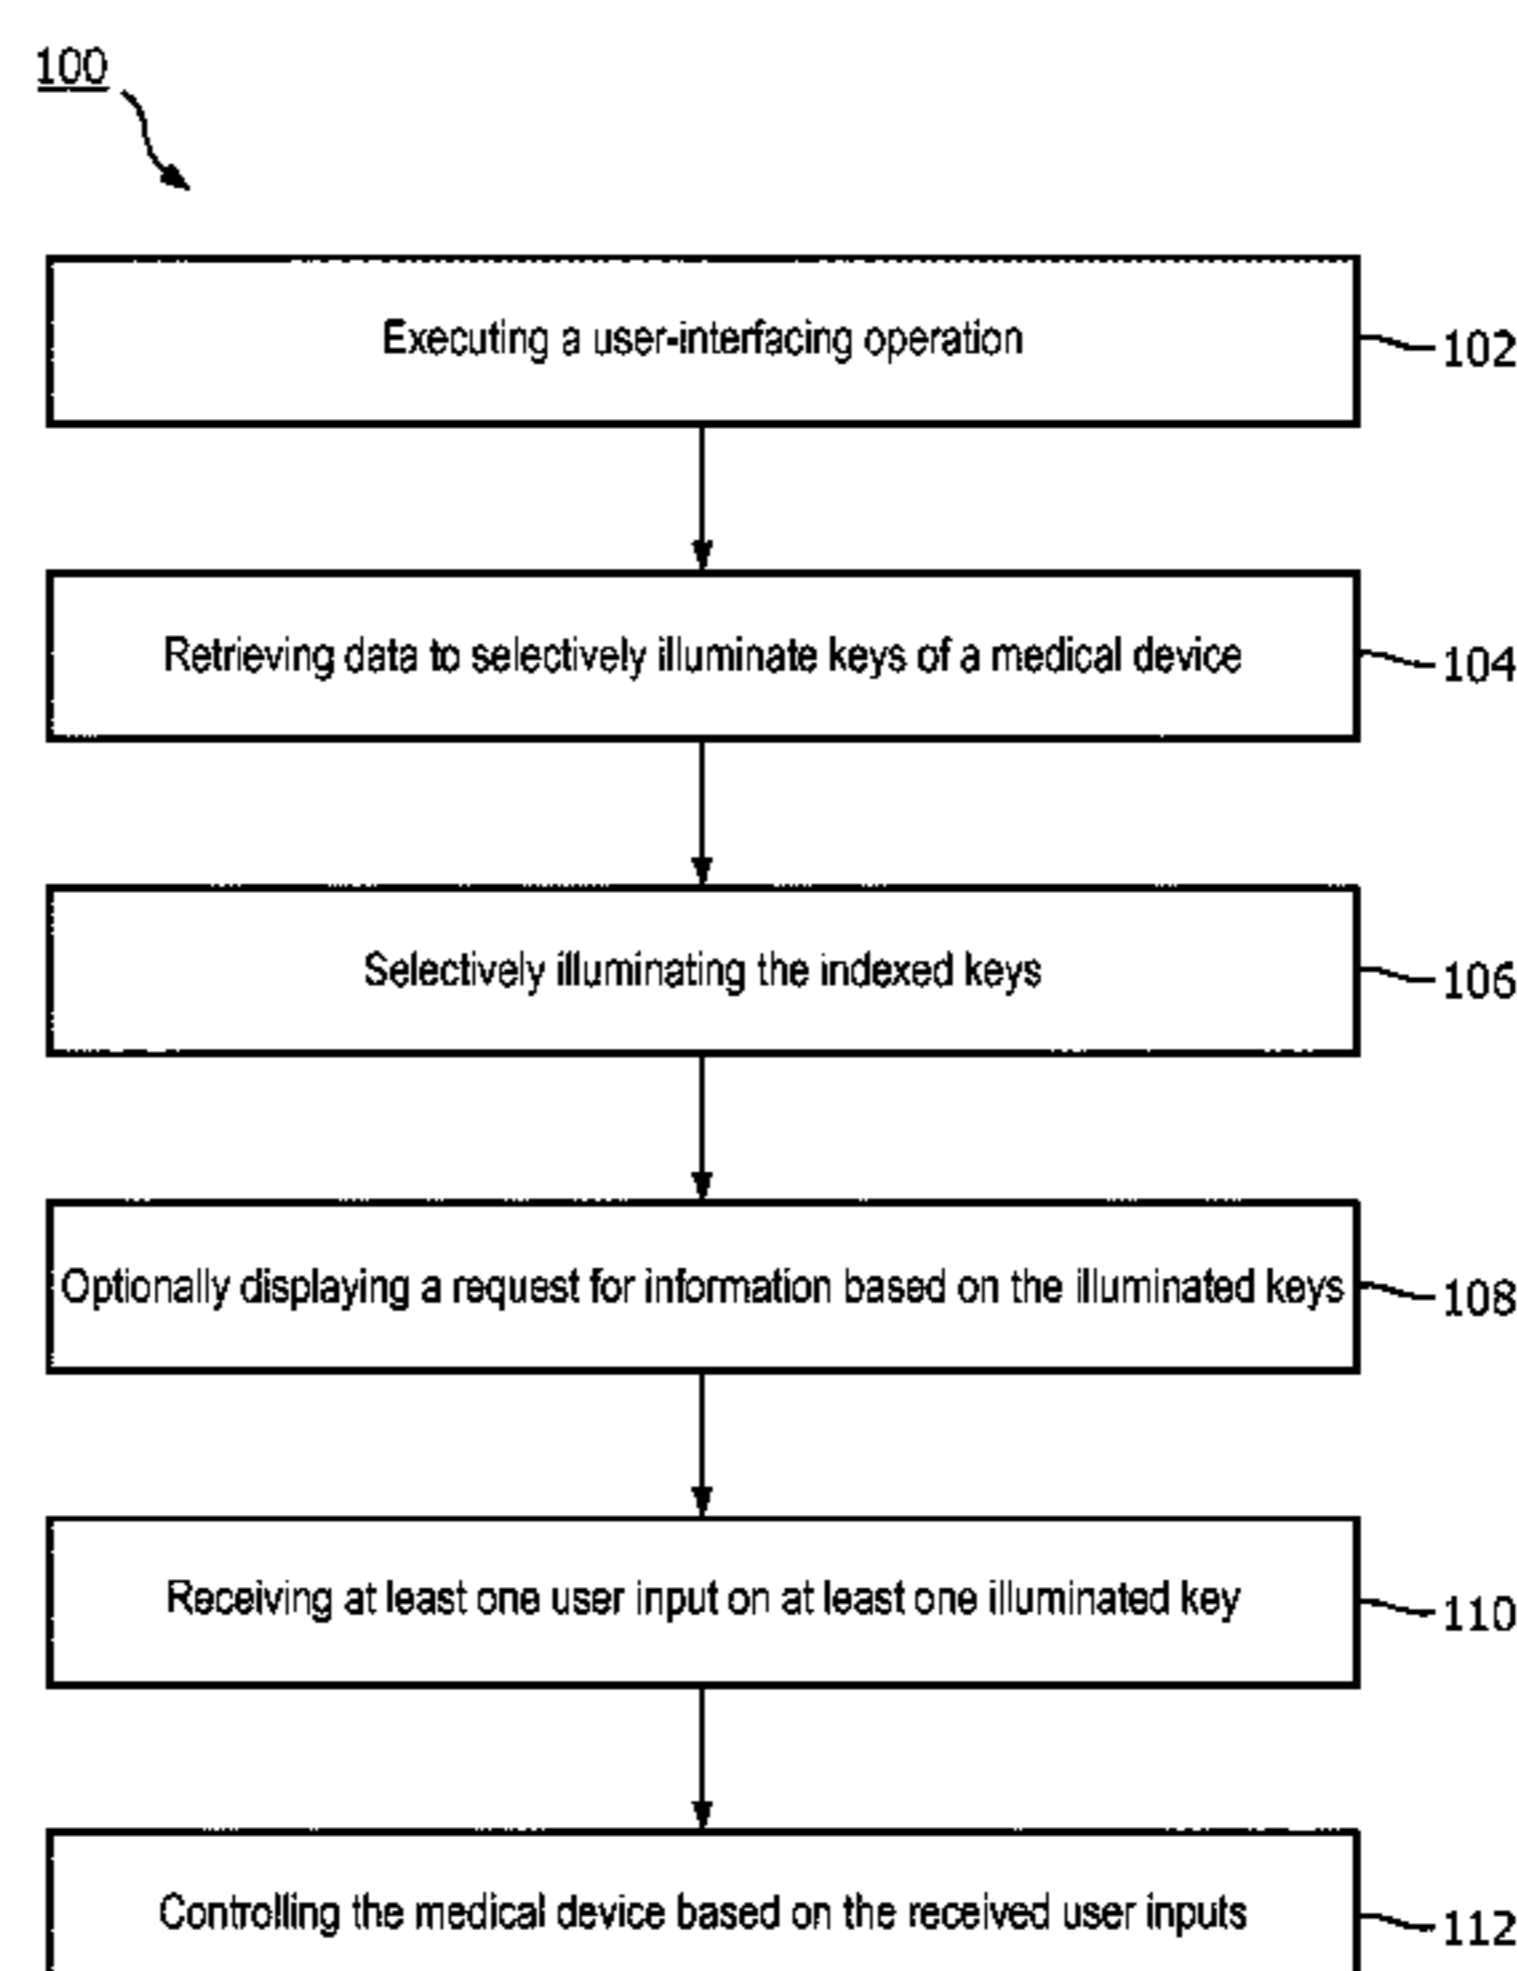 100
Executing a user-interfacing operation
102
Retrieving data to selectively illuminate keys of a medical device
104
Selectively illuminating the indexed keys
106
Optionally displaying a request for information based on the illuminated keys
108
Receiving at least one user input on at least one illuminated key
110
Controlling the medical device based on the received user inputs
112